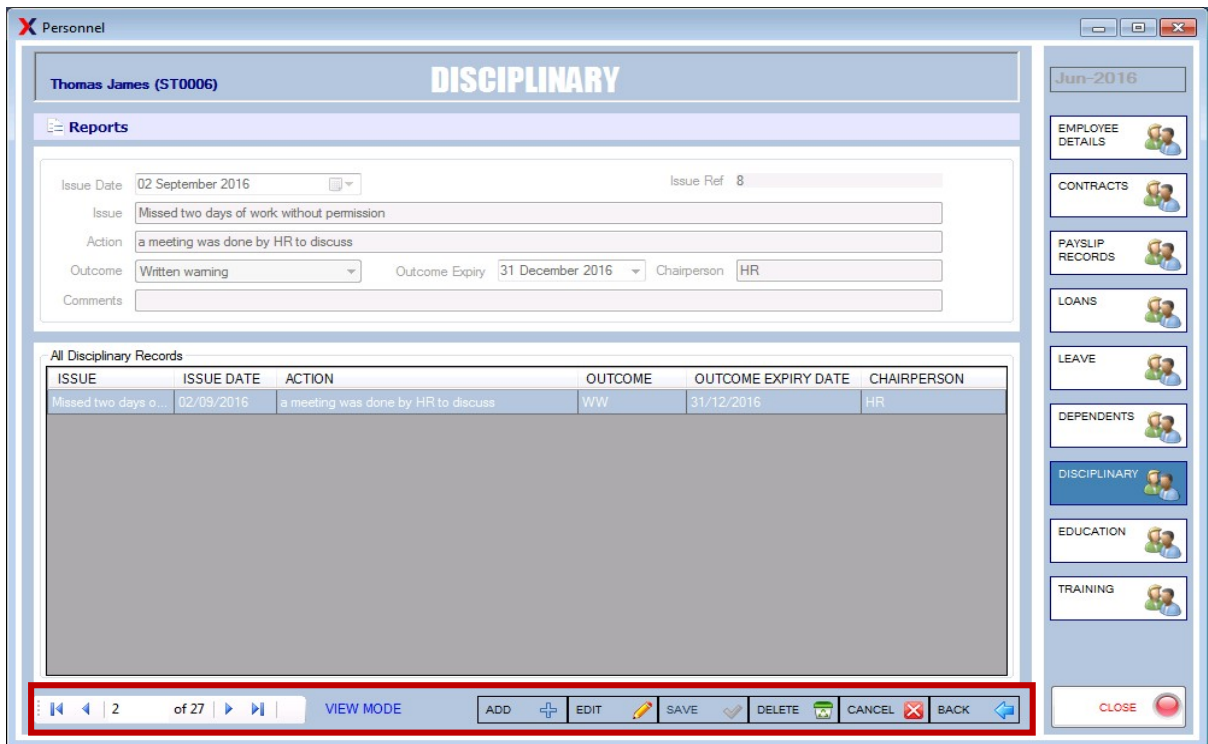 Personnel
Thomas James (ST0006)
DISCIPLINARY
Jun-2016
Reports
Issue Date 02 September 2016 Issue Ref 8
Issue Missed two days of work without permission
Action a meeting was done by HR to discuss
Outcome Written warning Outcome Expiry 31 December 2016 Chairperson HR
Comments
All Disciplinary Records
ISSUE ISSUE DATE ACTION OUTCOME OUTCOME EXPIRY DATE CHAIRPERSON
Missed two days o... 02/09/2016 a meeting was done by HR to discuss WW 31/12/2016 HR
2 of 27 VIEW MODE ADD EDIT SAVE DELETE CANCEL BACK
EMPLOYEE
DETAILS
CONTRACTS
PAYSLIP
RECORDS
LOANS
LEAVE
DEPENDENTS
DISCIPLINARY
EDUCATION
TRAINING
CLOSE